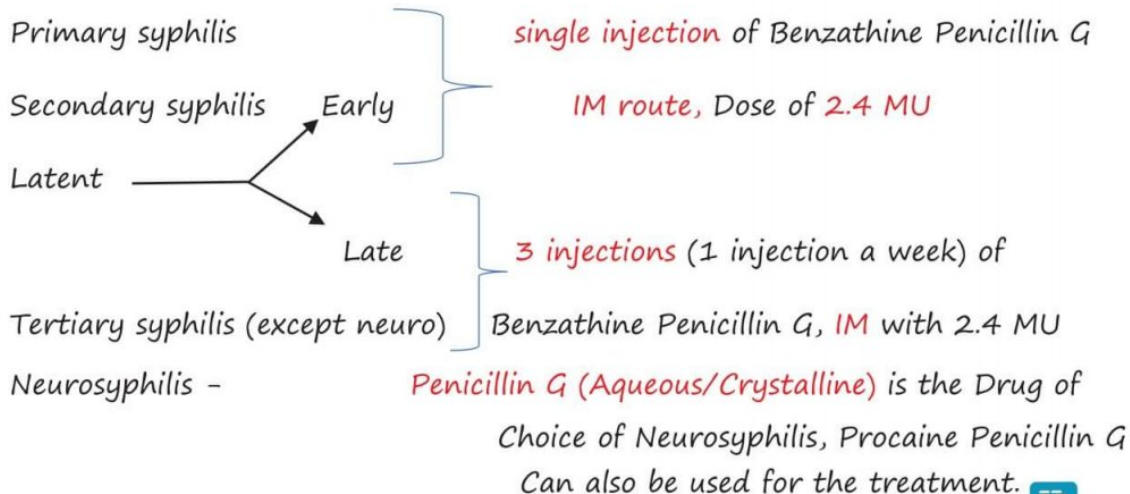 Primary syphilis single injection of Benzathine Penicillin G
Secondary syphilis Early IM route, Dose of 2.4 MU
Latent
Late 3 injections (1 injection a week) of
Tertiary syphilis (except neuro) Benzathine Penicillin G, IM with 2.4 MU
Neurosyphilis - Penicillin G (Aqueous/Crystalline) is the Drug of
Choice of Neurosyphilis, Procaine Penicillin G
Can also be used for the treatment.